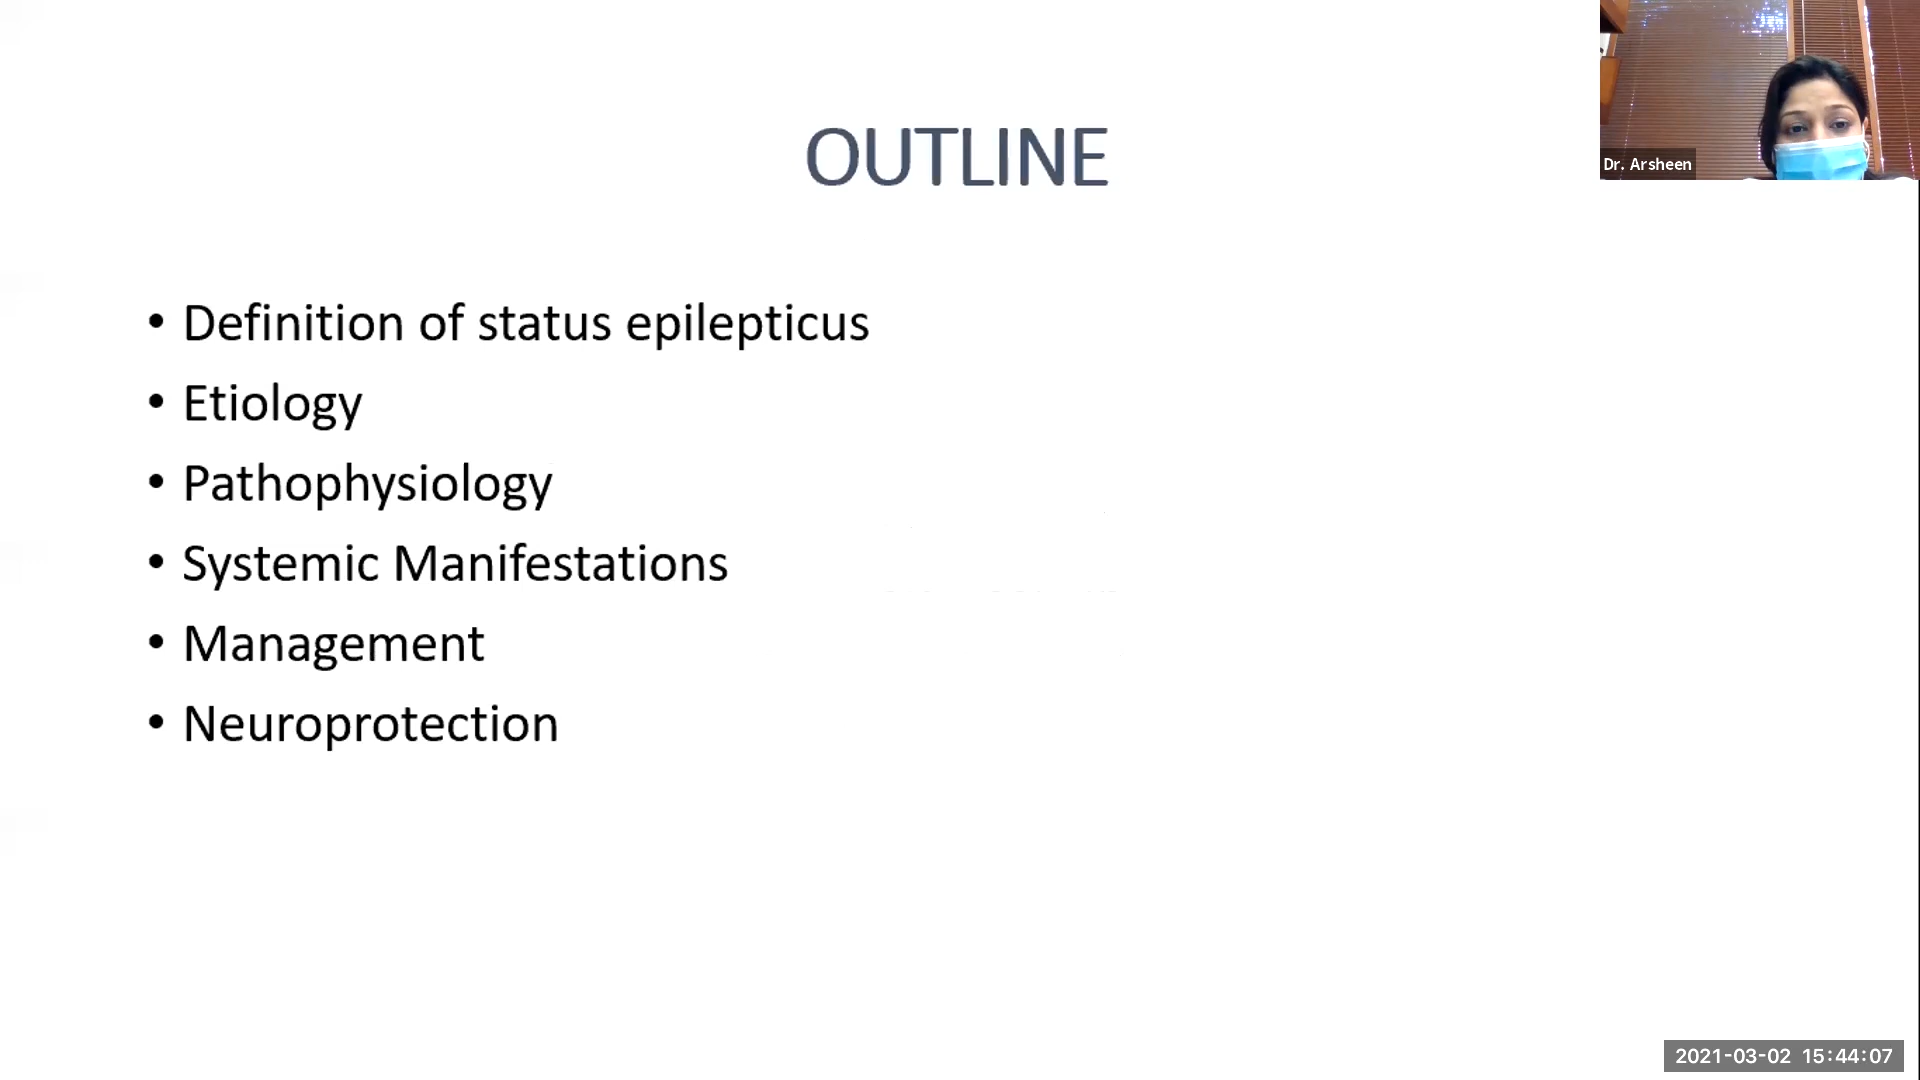 OUTLINE
Dr. Arsheen
• Definition of status epilepticus
• Etiology
• Pathophysiology
• Systemic Manifestations
• Management
• Neuroprotection
2021-03-02 15:44:07